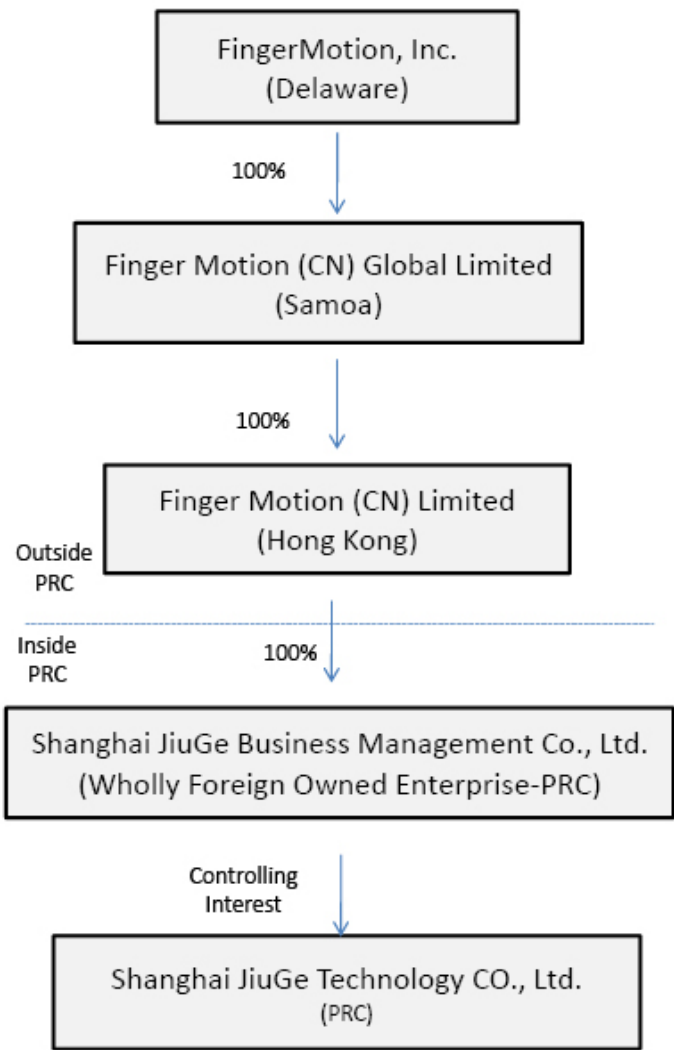 FingerMotion, Inc.
(Delaware)
100%
Finger Motion (CN) Global Limited
(Samoa)
100%
Finger Motion (CN) Limited
(Hong Kong)
Outside
PRC
Inside
PRC
100%
Shanghai JiuGe Business Management Co., Ltd.
(Wholly Foreign Owned Enterprise-PRC)
Controlling
Interest
Shanghai JiuGe Technology CO., Ltd.
(PRC)